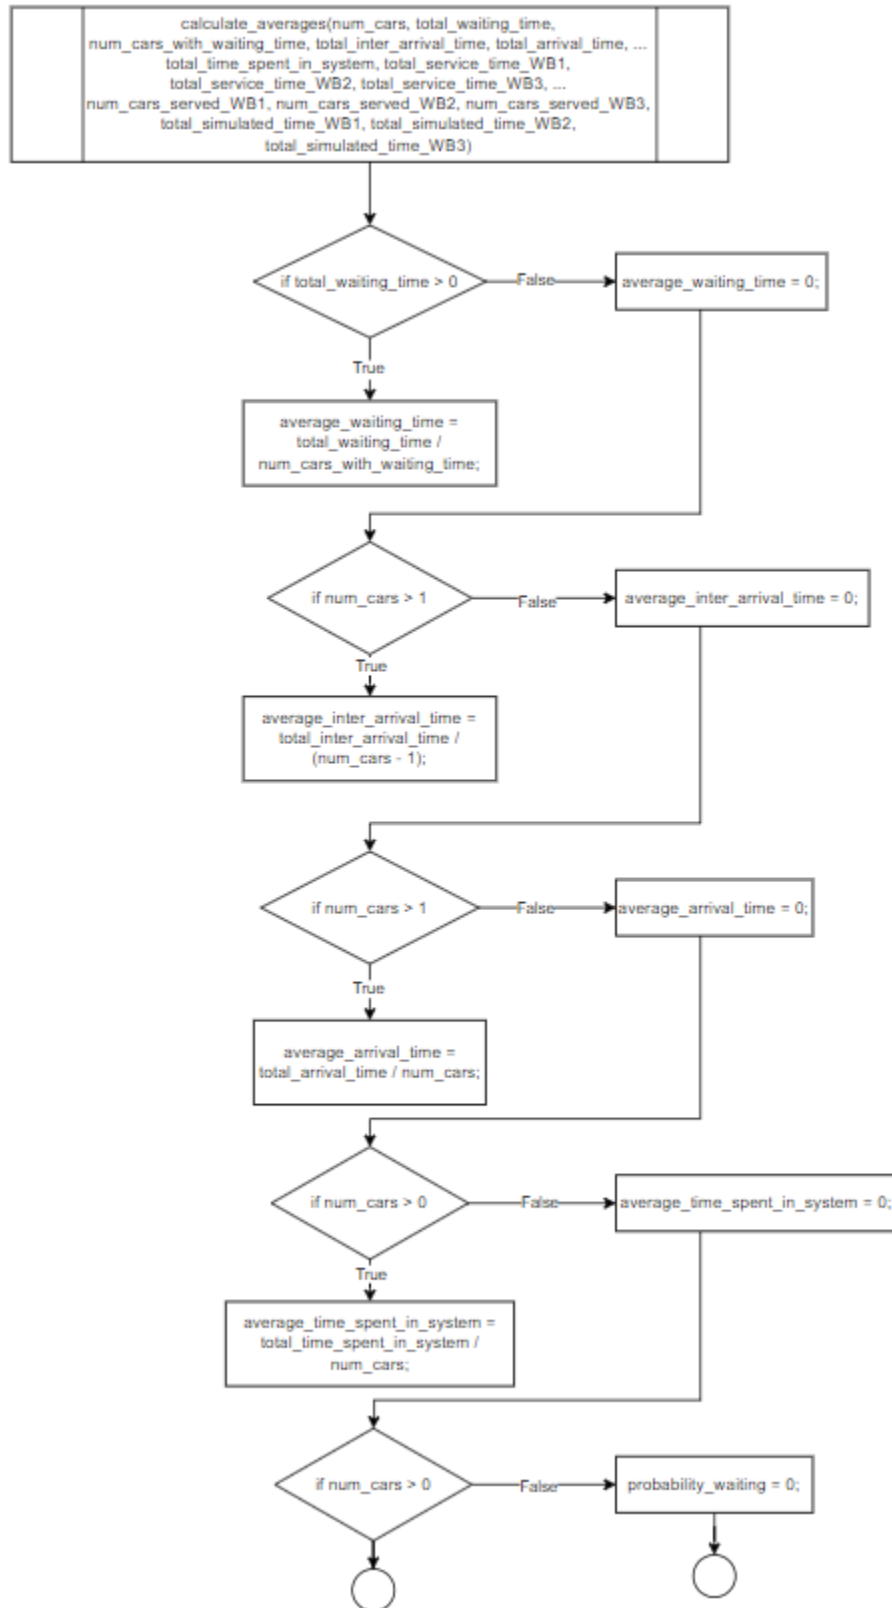 calculate_averages(num_cars, total_waiting_time,
num_cars_with_waiting_time, total_inter_arrival_time, total_arrival_time, ...
total_time_spent_in_system, total_service_time_WB1,
total_service_time_WB2, total_service_time_WB3, ...
num_cars_served_WB1, num_cars_served_WB2, num_cars_served_WB3,
total_simulated_time_WB1, total_simulated_time_WB2,
total_simulated_time_WB3)
if total_waiting_time > 0
False
average_waiting_time = 0;
True
average_waiting_time =
total_waiting_time /
num_cars_with_waiting_time;
if num_cars > 1
False
average_inter_arrival_time = 0;
True
average_inter_arrival_time =
total_inter_arrival_time /
(num_cars - 1);
if num_cars > 1
False
average_arrival_time = 0;
True
average_arrival_time =
total_arrival_time / num_cars;
if num_cars > 0
False
average_time_spent_in_system = 0;
True
average_time_spent_in_system =
total_time_spent_in_system /
num_cars;
if num_cars > 0
False
probability_waiting = 0;